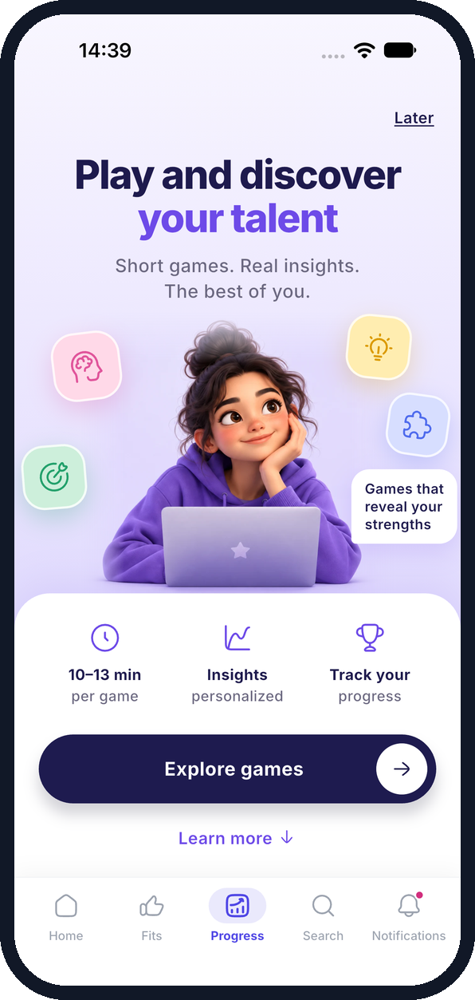 14:39
Later
Play and discover
your talent
Short games. Real insights.
The best of you.
Games that
reveal your
strengths
10–13 min
per game
Insights
personalized
Track your
progress
Explore games
Learn more
Home
Fits
Progress
Search
Notifications